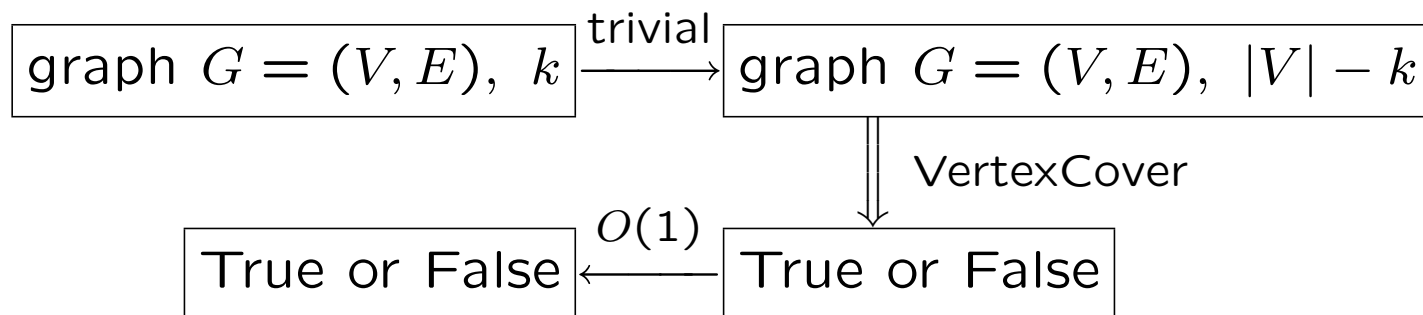 trivial
graph G = (V, E), k
graph G = (V, E), |V| − k
VertexCover
O(1)
True or False
True or False